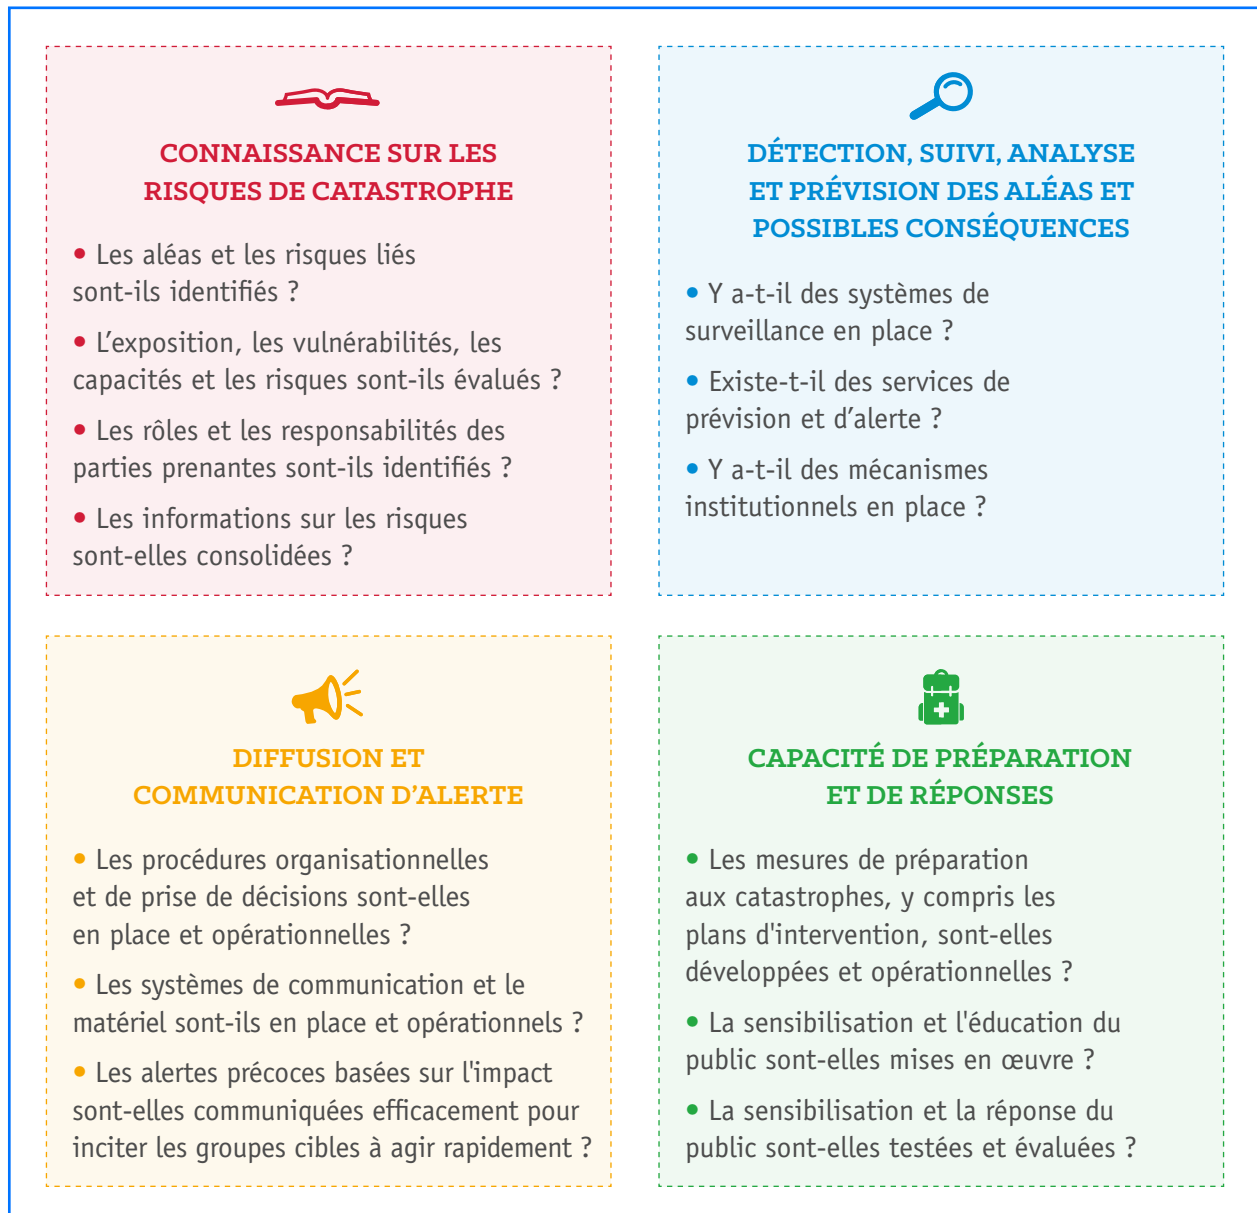 CONNAISSANCE SUR LES
RISQUES DE CATASTROPHE
• Les aléas et les risques liés
sont-ils identifiés ?
• L’exposition, les vulnérabilités, les
capacités et les risques sont-ils évalués ?
• Les rôles et les responsabilités des
parties prenantes sont-ils identifiés ?
• Les informations sur les risques
sont-elles consolidées ?
DÉTECTION, SUIVI, ANALYSE
ET PRÉVISION DES ALÉAS ET
POSSIBLES CONSÉQUENCES
• Y a-t-il des systèmes de
surveillance en place ?
• Existe-t-il des services de
prévision et d’alerte ?
• Y a-t-il des mécanismes
institutionnels en place ?
DIFFUSION ET
COMMUNICATION D’ALERTE
• Les procédures organisationnelles
et de prise de décisions sont-elles
en place et opérationnelles ?
• Les systèmes de communication et le
matériel sont-ils en place et opérationnels ?
• Les alertes précoces basées sur l'impact
sont-elles communiquées efficacement pour
inciter les groupes cibles à agir rapidement ?
CAPACITÉ DE PRÉPARATION
ET DE RÉPONSES
• Les mesures de préparation
aux catastrophes, y compris les
plans d'intervention, sont-elles
développées et opérationnelles ?
• La sensibilisation et l'éducation du
public sont-elles mises en œuvre ?
• La sensibilisation et la réponse du
public sont-elles testées et évaluées ?